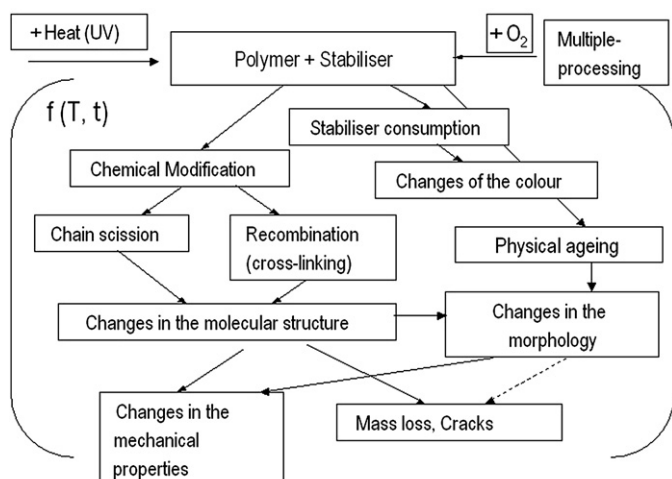 +Heat (UV)
+ O2
Multiple-
processing
Polymer + Stabiliser
f (T, t)
Stabiliser consumption
Chemical Modification
Changes of the colour
Chain scission
Recombination
(cross-linking)
Physical ageing
Changes in the molecular structure
Changes in the
morphology
Changes in the
mechanical
properties
Mass loss, Cracks